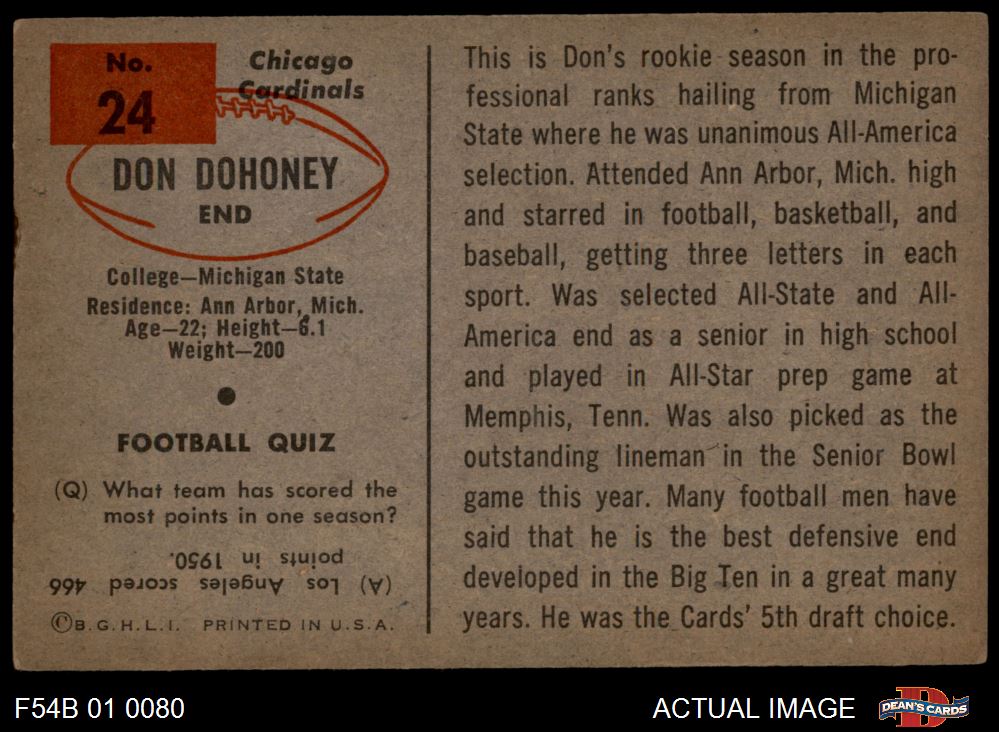 No.
24
Chicago
Cardinals
DON DOHONEY
END
College—Michigan State
Residence: Ann Arbor, Mich.
Age—22; Height—6.1
Weight—200
FOOTBALL QUIZ
(Q) What team has scored the
most points in one season?
(A) Los Angeles scored 466
points in 1950.
©B.G.H.L.I. PRINTED IN U.S.A.
This is Don's rookie season in the pro-
fessional ranks hailing from Michigan
State where he was unanimous All-America
selection. Attended Ann Arbor, Mich. high
and starred in football, basketball, and
baseball, getting three letters in each
sport. Was selected All-State and All-
America end as a senior in high school
and played in All-Star prep game at
Memphis, Tenn. Was also picked as the
outstanding lineman in the Senior Bowl
game this year. Many football men have
said that he is the best defensive end
developed in the Big Ten in a great many
years. He was the Cards' 5th draft choice.
F54B 01 0080
ACTUAL IMAGE
D
DEAN'S CARDS